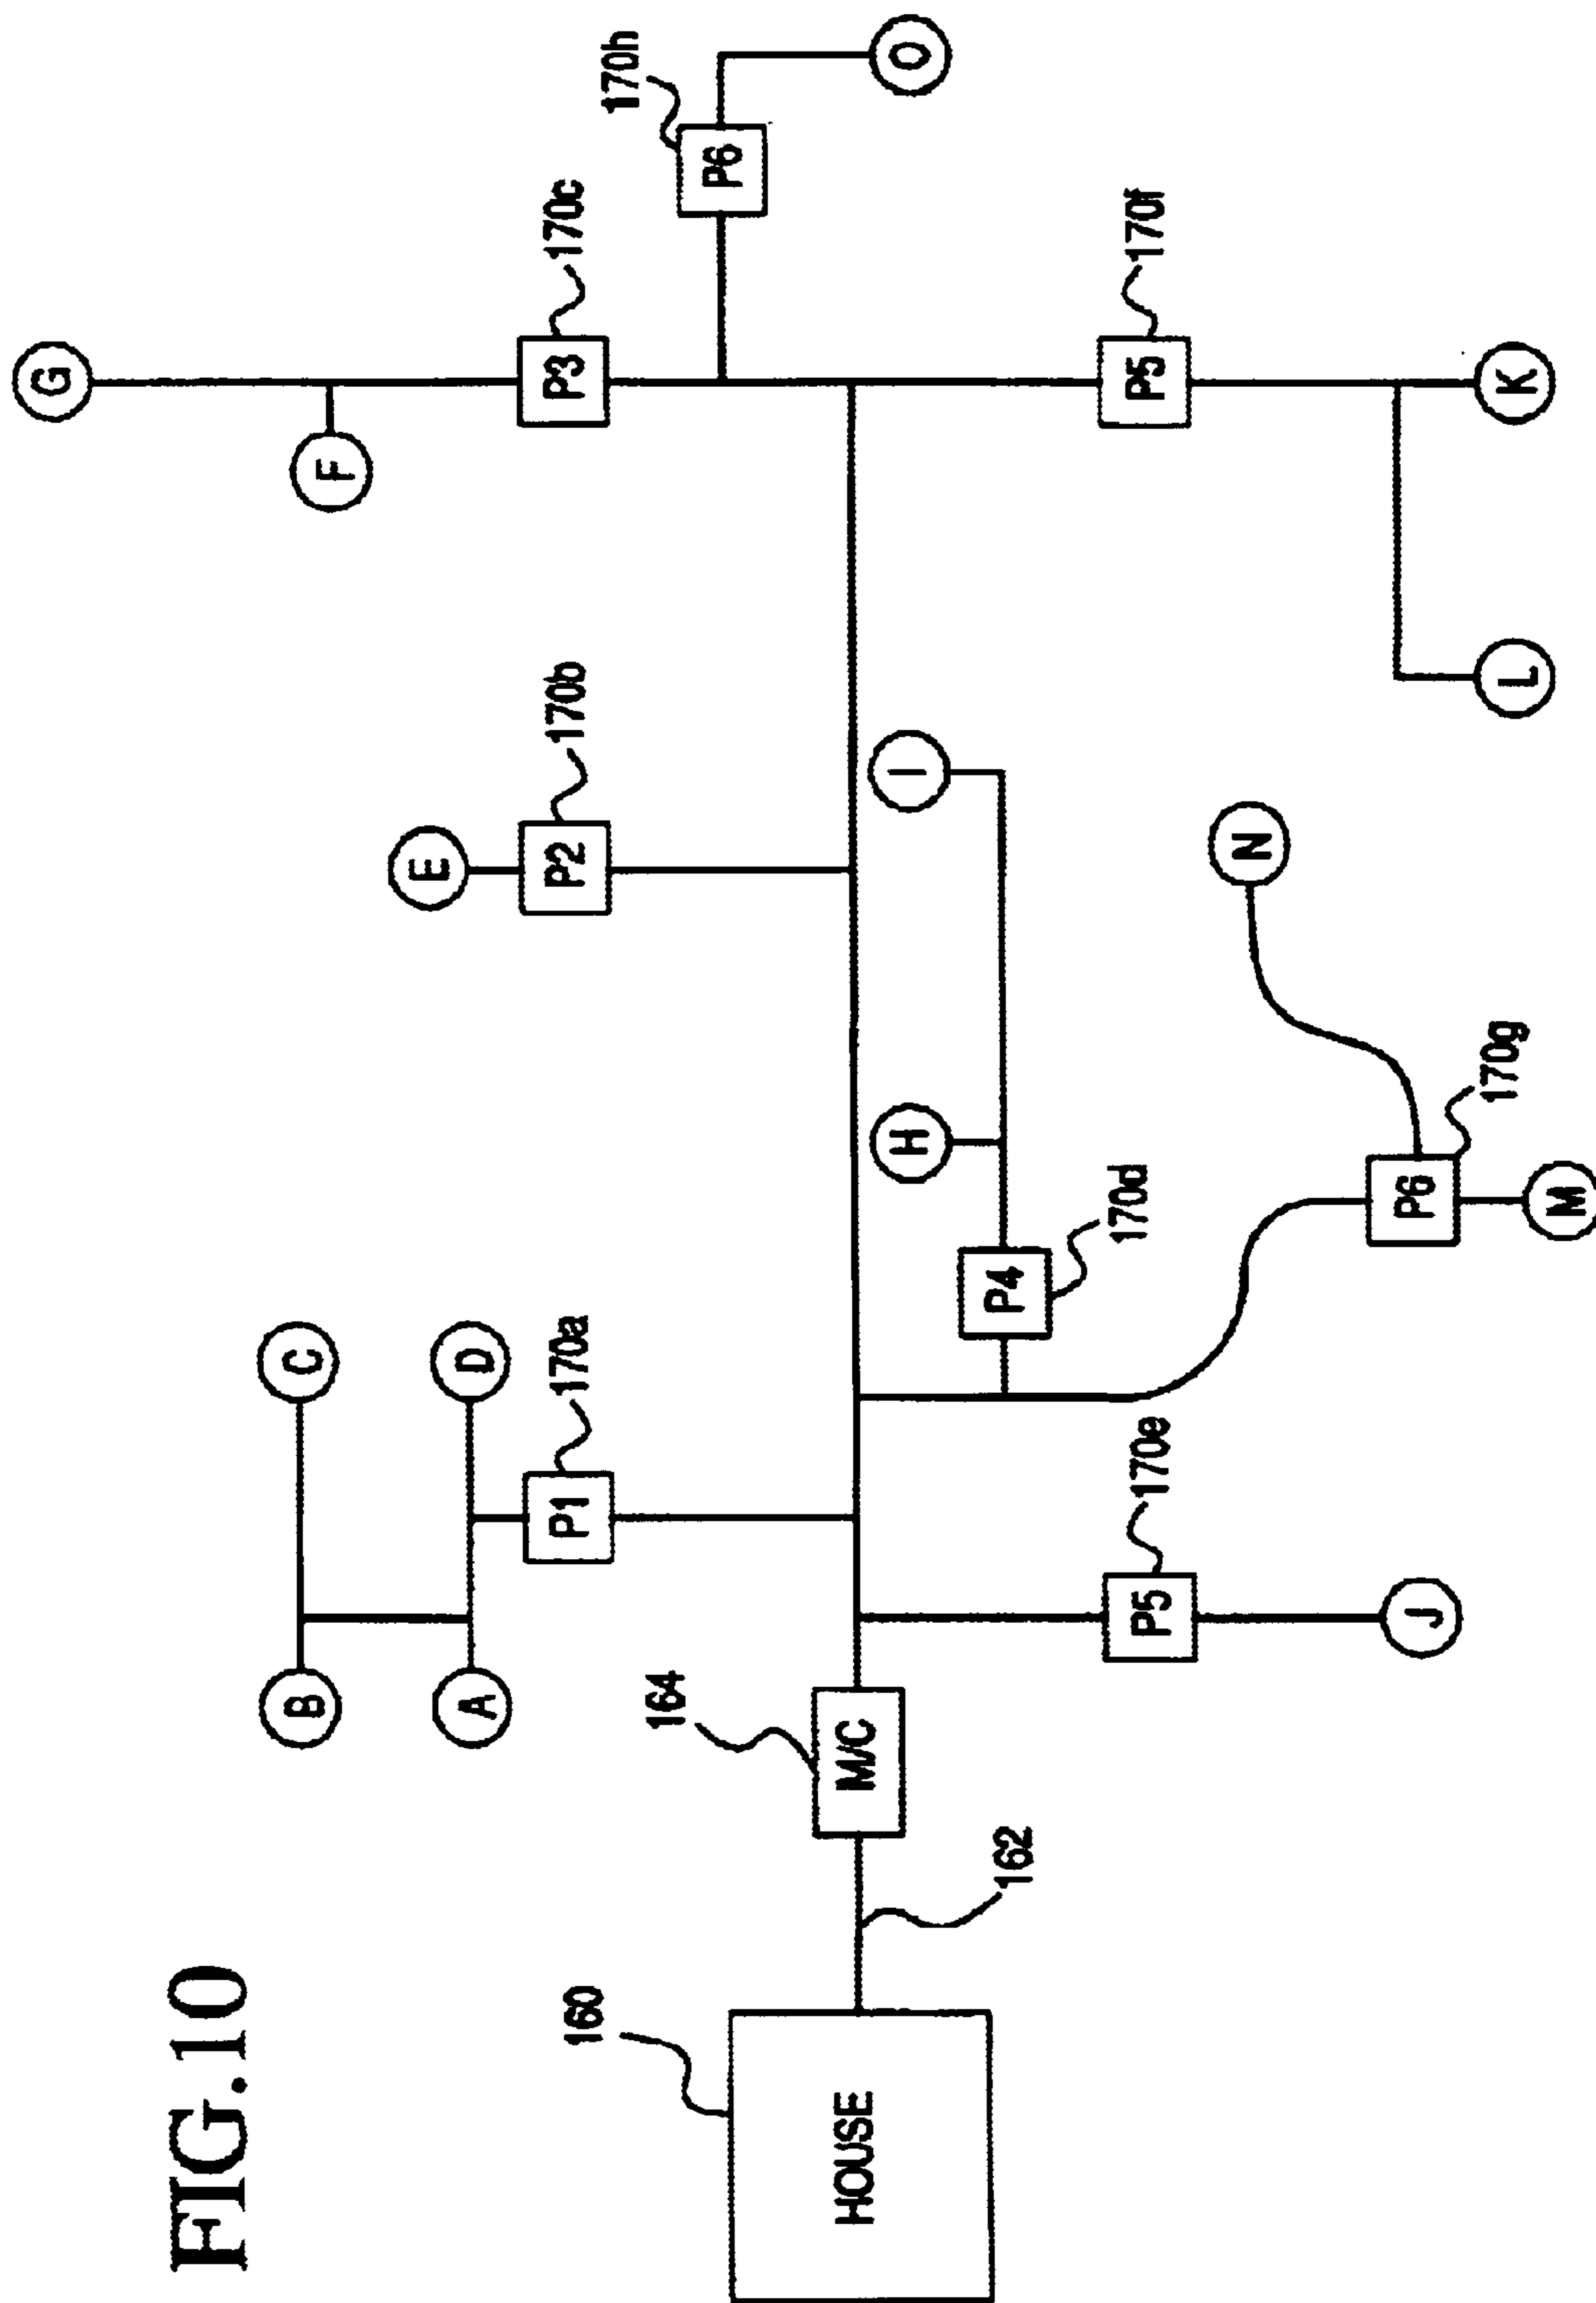 FIG.10
HOUSE
160
162
M/C
164
P1
170a
A
B
C
D
P2
170b
E
P3
170c
F
G
P4
170d
H
I
P5
170e
J
P5
170f
K
L
P6
170g
M
N
P6
170h
O